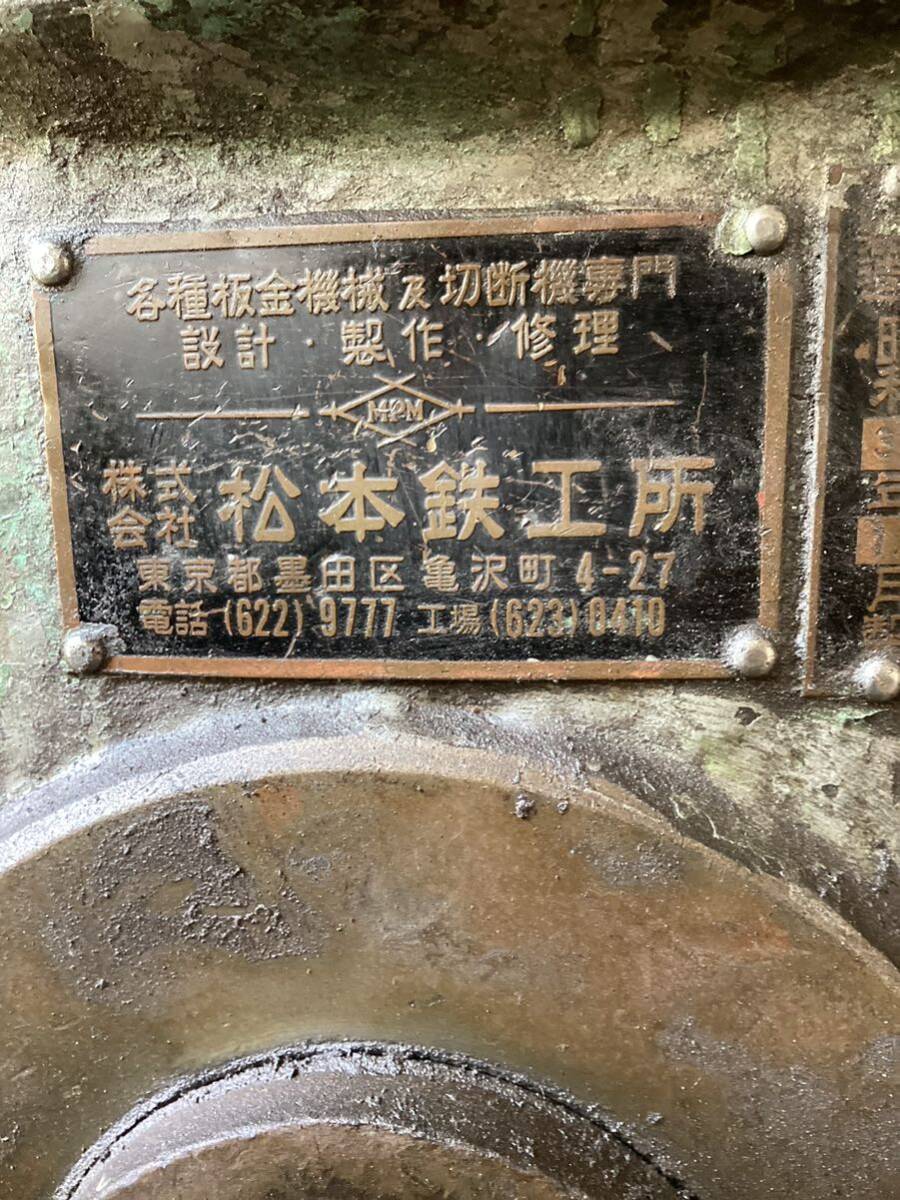 各種板金機械及切断機専門
設計・製作・修理
株式会社 松本鉄工所
東京都墨田区亀沢町 4-27
電話 (622) 9777 工場 (623) 0410